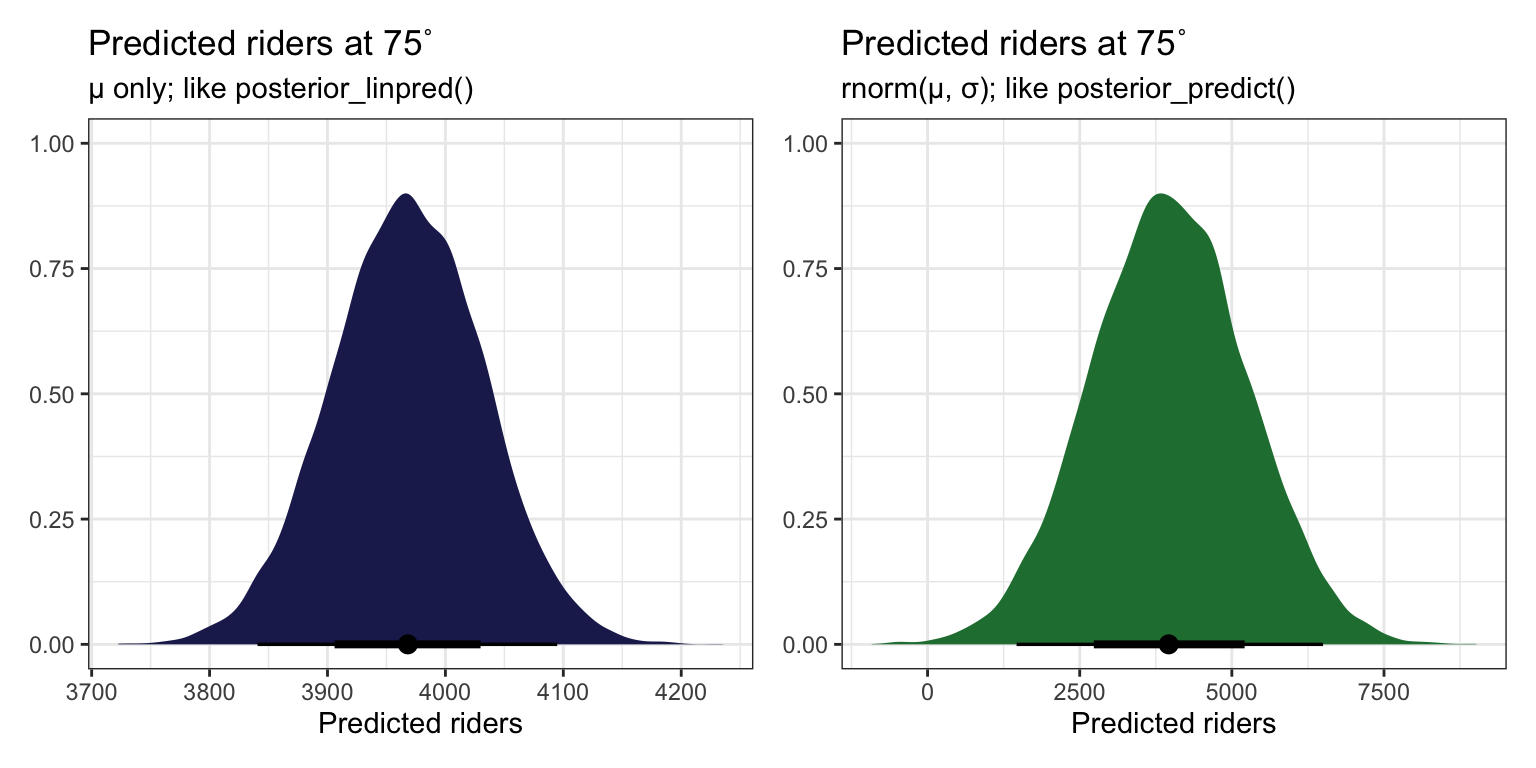 Predicted riders at 75˚
µ only; like posterior_linpred()
1.00
0.75
0.50
0.25
0.00
3700 3800 3900 4000 4100 4200
Predicted riders
Predicted riders at 75˚
rnorm(µ, σ); like posterior_predict()
1.00
0.75
0.50
0.25
0.00
0 2500 5000 7500
Predicted riders